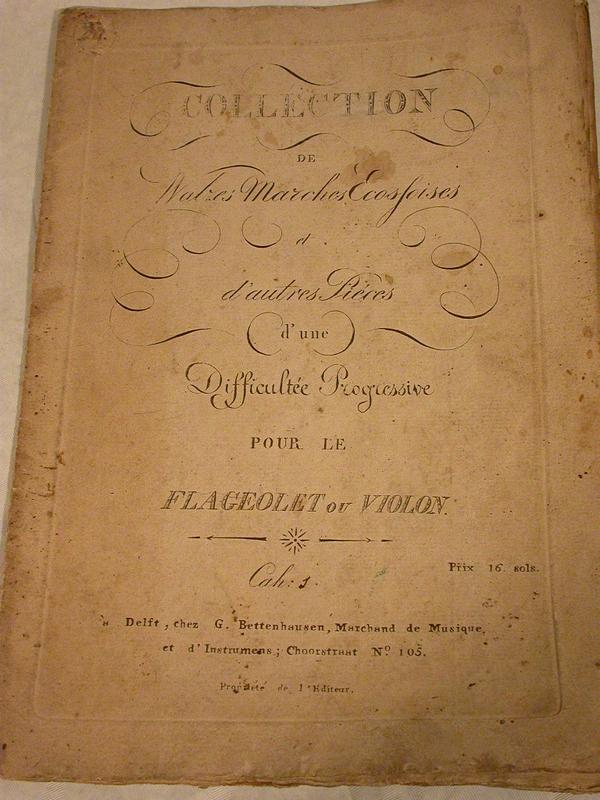 COLLECTION
DE
Walzes Marches Ecosſoises
et
d'autres Piéces
d'une
Difficultée Progressive
POUR LE
FLAGEOLET OU VIOLON.
Cah: 1.
Prix 16. sols.
a Delft, chez G. Bettenhausen, Marchand de Musique,
et d'Instrumens; Choorstraat Nº 105.
Propriété de l'Editeur.